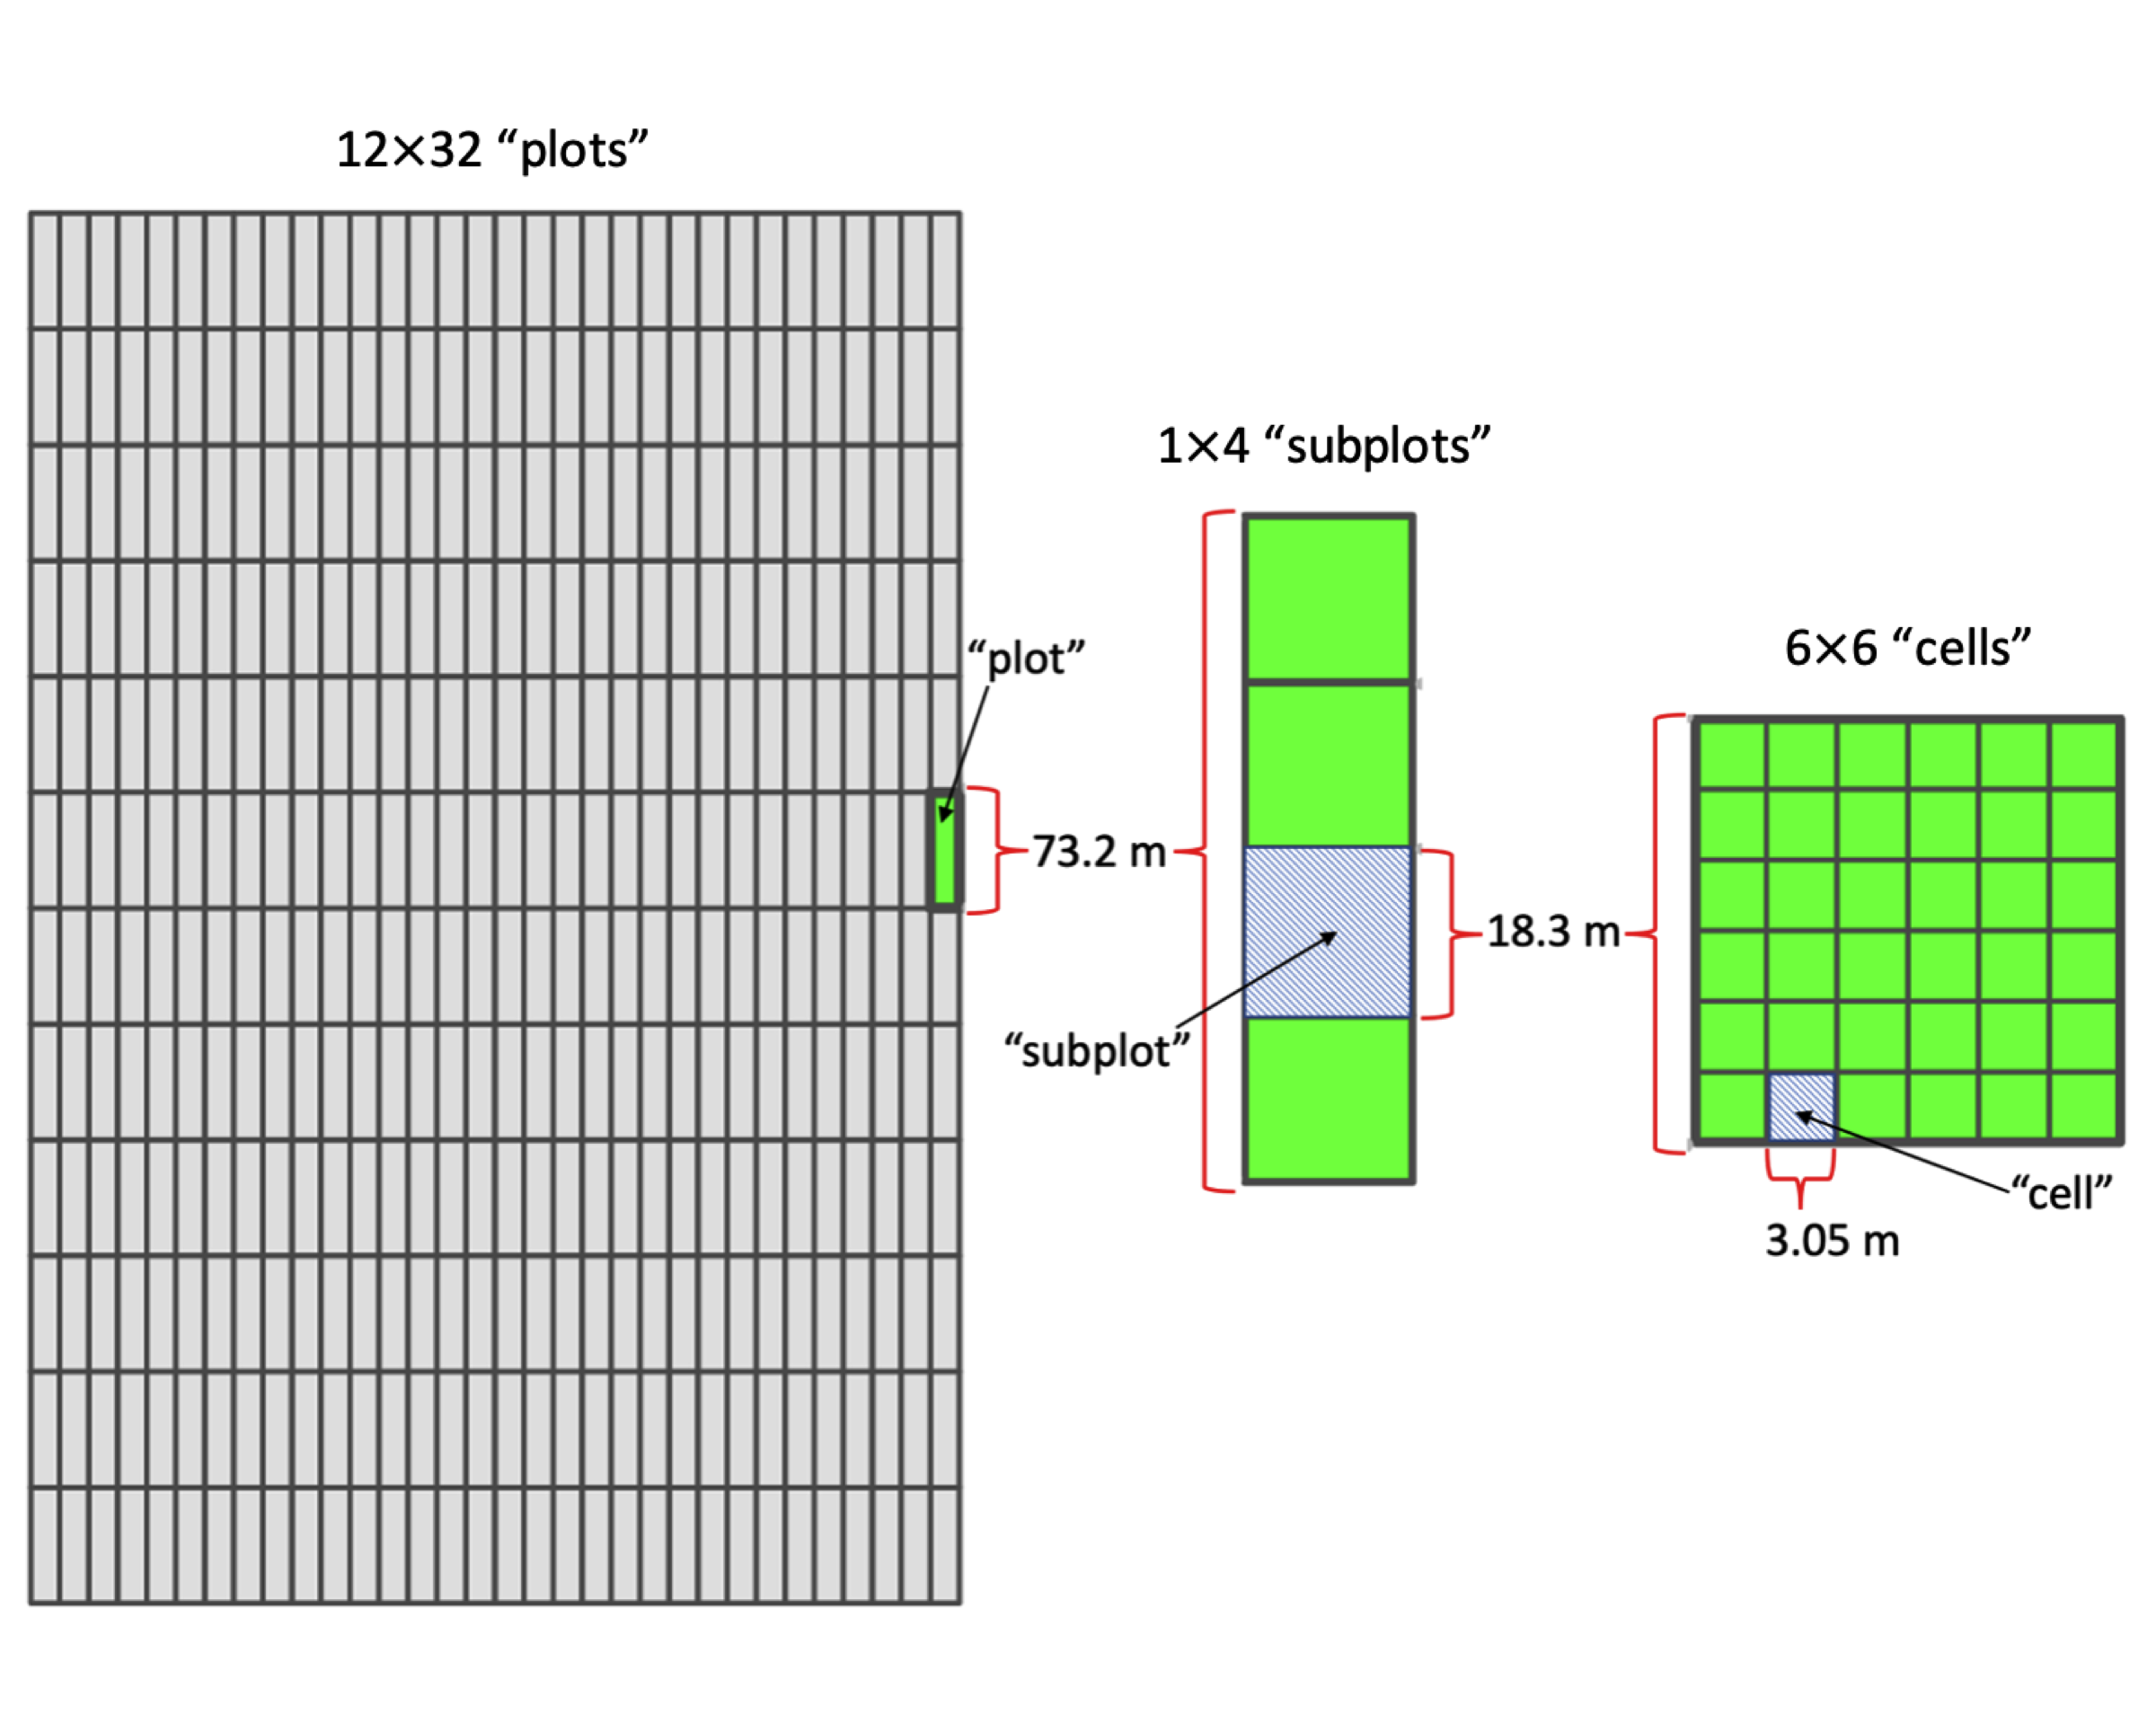 12×32 “plots”
1×4 “subplots”
“plot”
6×6 “cells”
73.2 m
18.3 m
“subplot”
“cell”
3.05 m